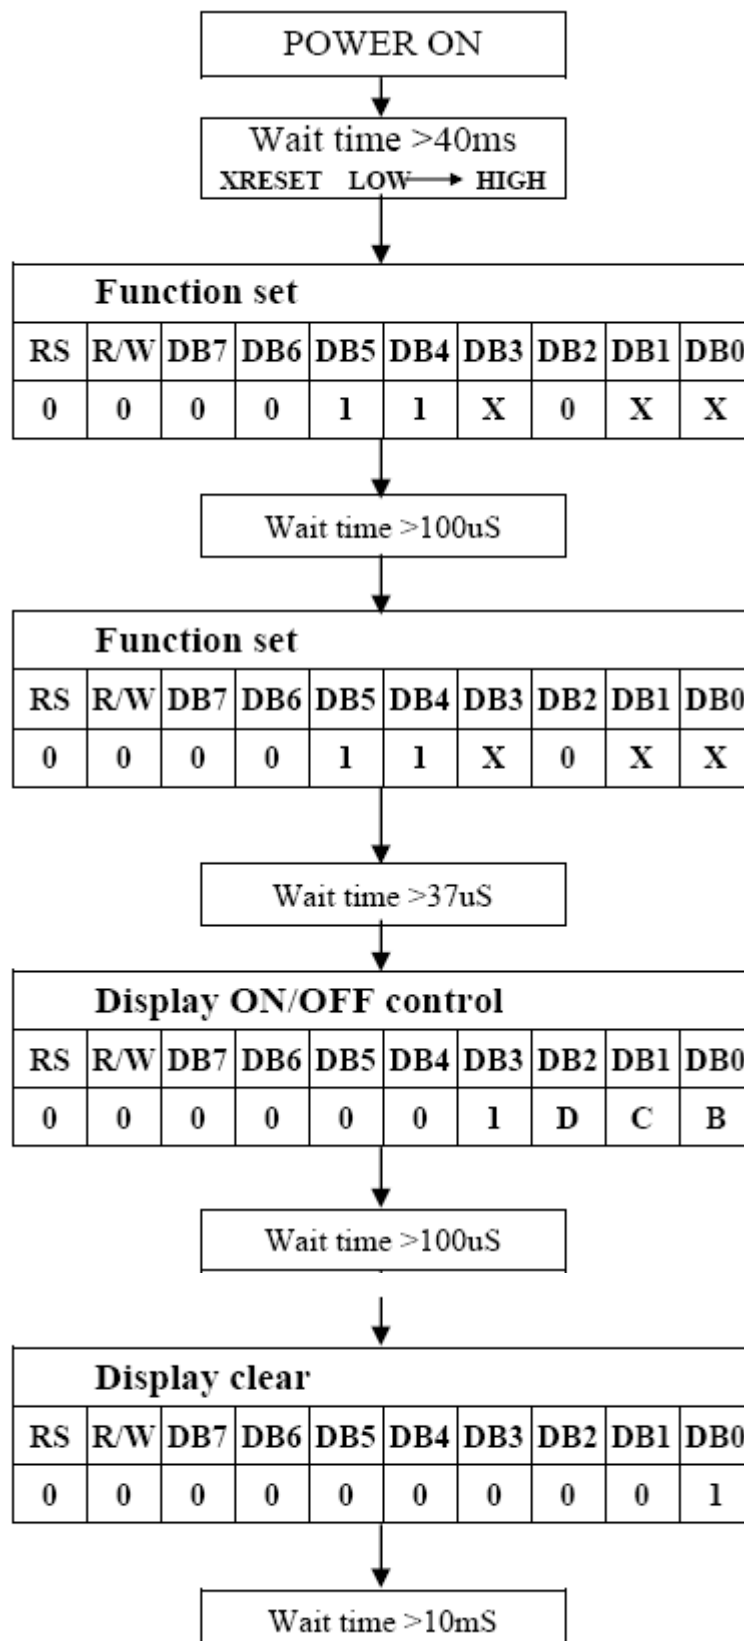 POWER ON
Wait time >40ms
XRESET LOW HIGH
Function set
RS R/W DB7 DB6 DB5 DB4 DB3 DB2 DB1 DB0
0 0 0 0 1 1 X 0 X X
Wait time >100uS
Function set
RS R/W DB7 DB6 DB5 DB4 DB3 DB2 DB1 DB0
0 0 0 0 1 1 X 0 X X
Wait time >37uS
Display ON/OFF control
RS R/W DB7 DB6 DB5 DB4 DB3 DB2 DB1 DB0
0 0 0 0 0 0 1 D C B
Wait time >100uS
Display clear
RS R/W DB7 DB6 DB5 DB4 DB3 DB2 DB1 DB0
0 0 0 0 0 0 0 0 0 1
Wait time >10mS